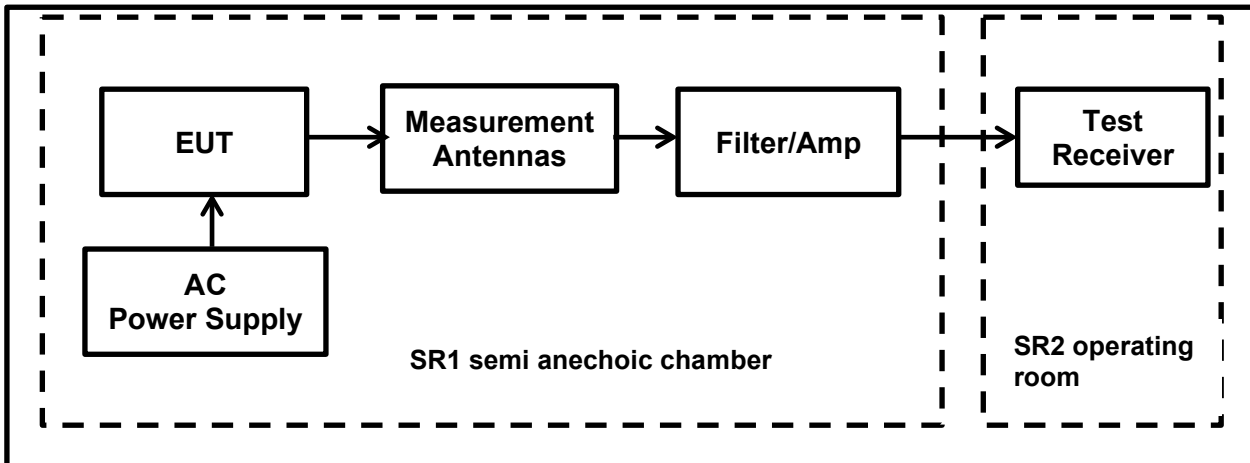 EUT
Measurement
Antennas
Filter/Amp
Test
Receiver
AC
Power Supply
SR1 semi anechoic chamber
SR2 operating
room